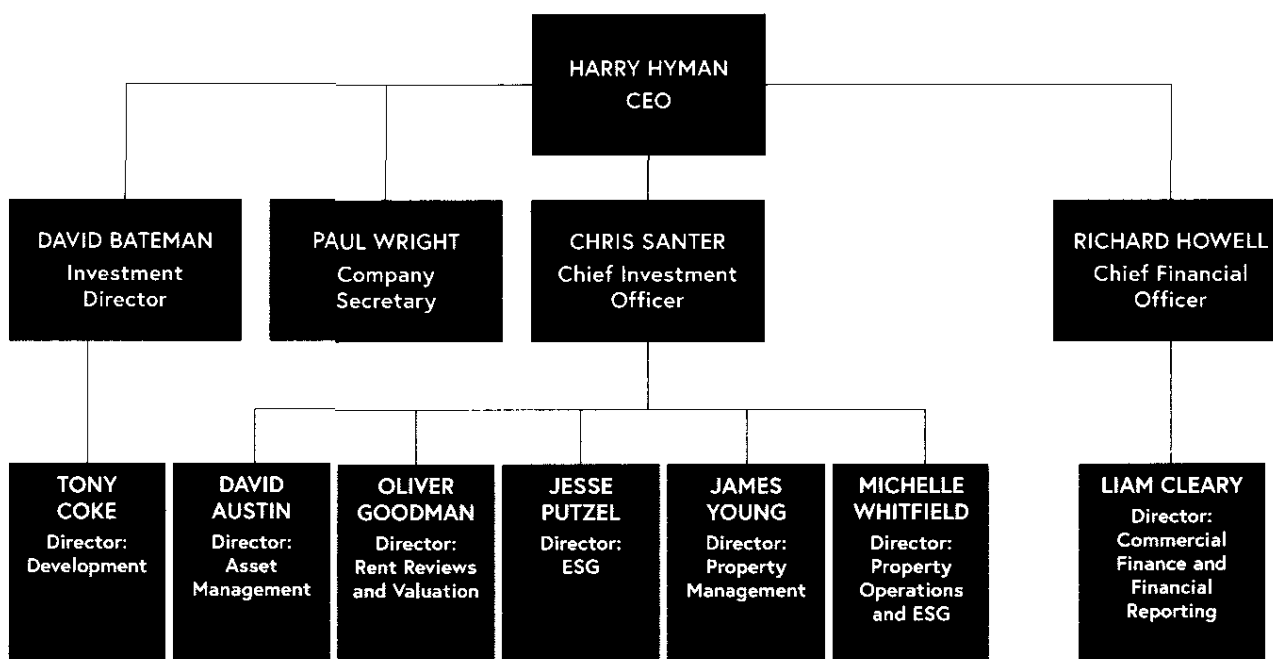 HARRY HYMAN
CEO
DAVID BATEMAN
Investment
Director
PAUL WRIGHT
Company
Secretary
CHRIS SANTER
Chief Investment
Officer
RICHARD HOWELL
Chief Financial
Officer
TONY
COKE
Director:
Development
DAVID
AUSTIN
Director:
Asset
Management
OLIVER
GOODMAN
Director:
Rent Reviews
and Valuation
JESSE
PUTZEL
Director:
ESG
JAMES
YOUNG
Director:
Property
Management
MICHELLE
WHITFIELD
Director:
Property
Operations
and ESG
LIAM CLEARY
Director:
Commercial
Finance and
Financial
Reporting